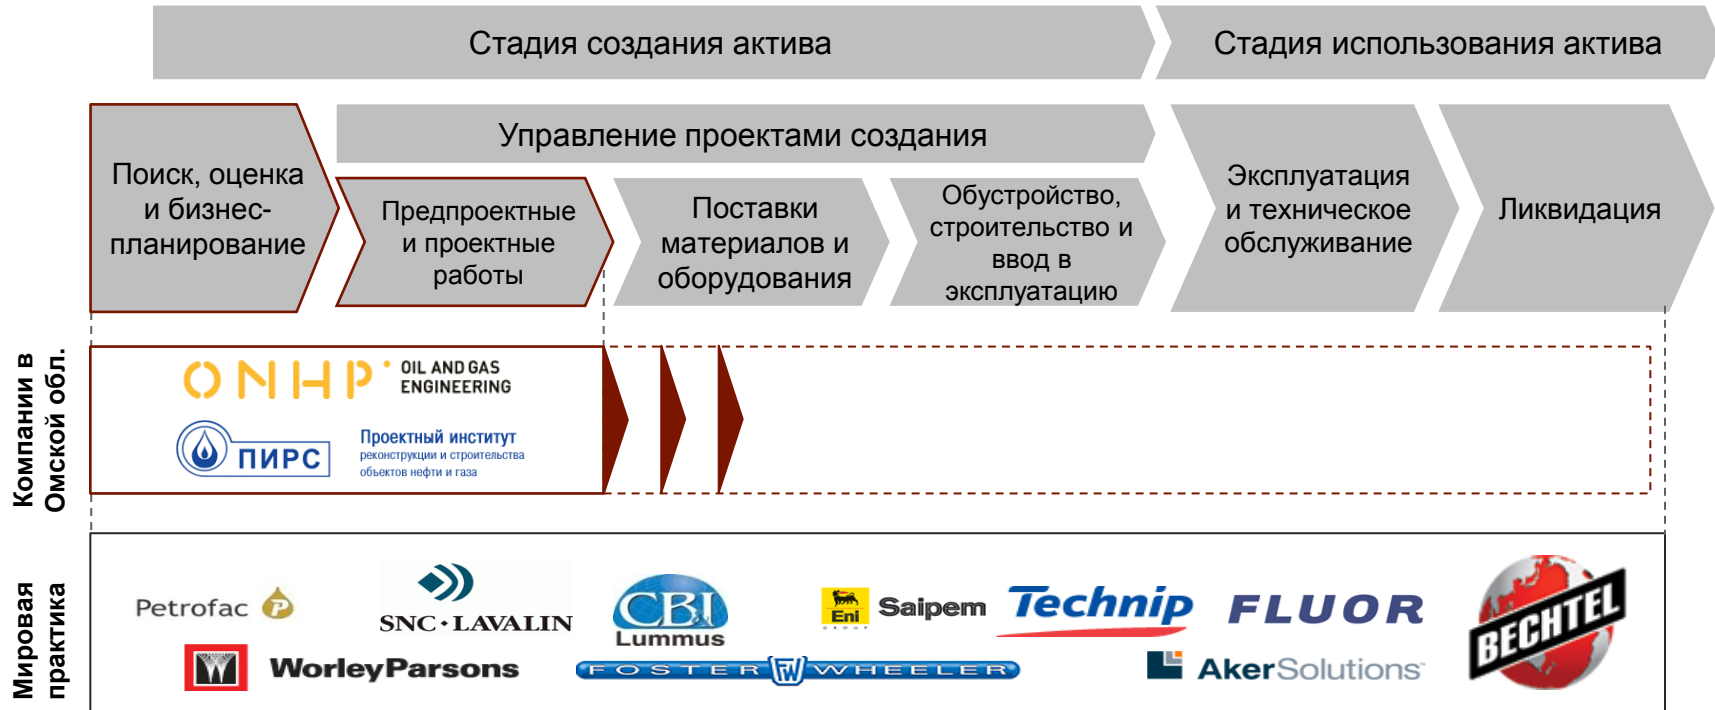 Стадия создания актива
Стадия использования актива
Управление проектами создания
Поиск, оценка
и бизнес-
планирование
Предпроектные
и проектные
работы
Поставки
материалов и
оборудования
Обустройство,
строительство и
ввод в
эксплуатацию
Эксплуатация
и техническое
обслуживание
Ликвидация
Компании в
Омской обл.
ONHP
OIL AND GAS
ENGINEERING
ПИРС
Проектный институт
реконструкции и строительства
объектов нефти и газа
Мировая
практика
Petrofac
P
SNC·LAVALIN
CB&I
Lummus
Eni
GROUP
Saipem
Technip
FLUOR
BECHTEL
WorleyParsons
FOSTER FW WHEELER
AkerSolutions